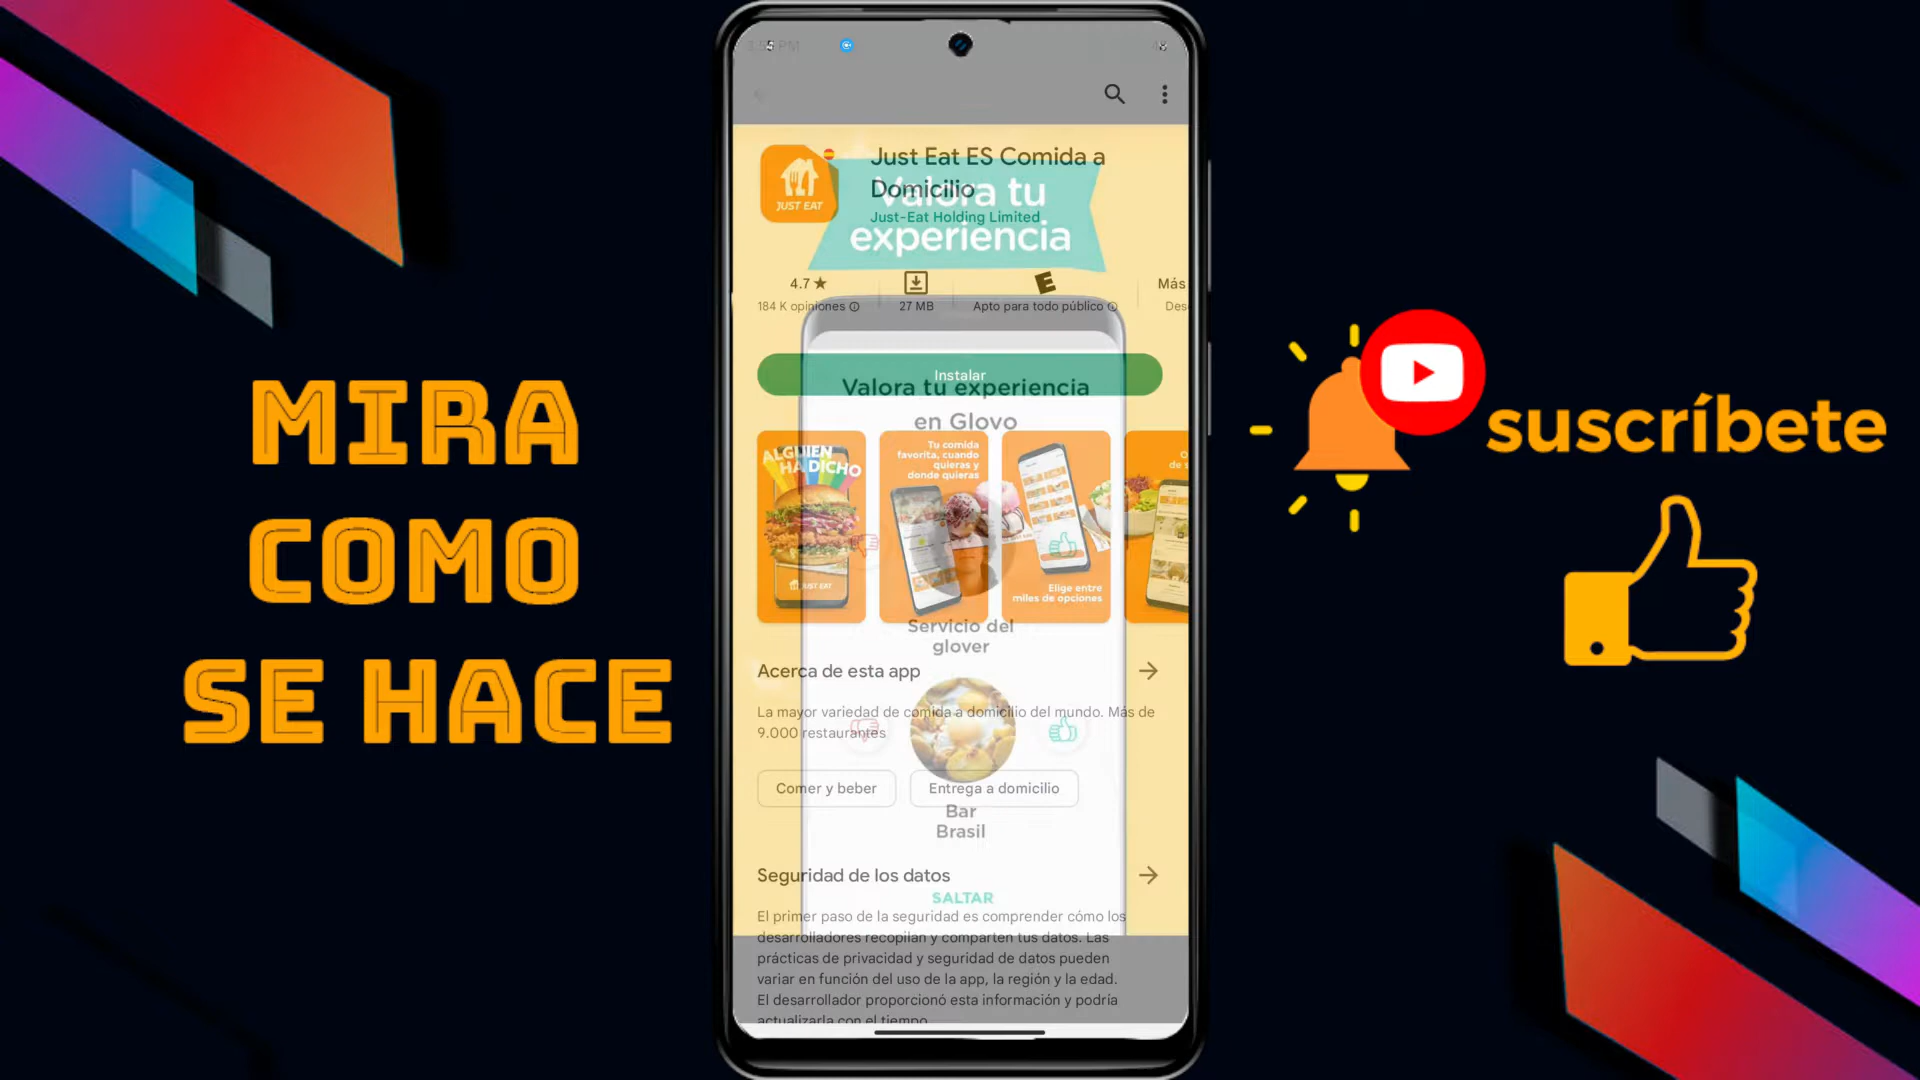 MIRA
COMO
SE HACE
Just Eat ES Comida a
Domicilio
Just-Eat Holding Limited
JUST EAT
Valora tu
experiencia
4.7★
184 K opiniones
27 MB
Apto para todo público
Más
Instalar
Valora tu experiencia
en Glovo
ALGUIEN
HA DICHO
JUST EAT
Tu comida
favorita, cuando
quieras y
donde quieras
Elige entre
miles de opciones
Servicio del
glover
Acerca de esta app
La mayor variedad de comida a domicilio del mundo. Más de
9.000 restaurantes
Comer y beber
Entrega a domicilio
Bar
Brasil
Seguridad de los datos
SALTAR
El primer paso de la seguridad es comprender cómo los
desarrolladores recopilan y comparten tus datos. Las
prácticas de privacidad y seguridad de datos pueden
variar en función del uso de la app, la región y la edad.
El desarrollador proporcionó esta información y podría
actualizarla con el tiempo.
suscríbete